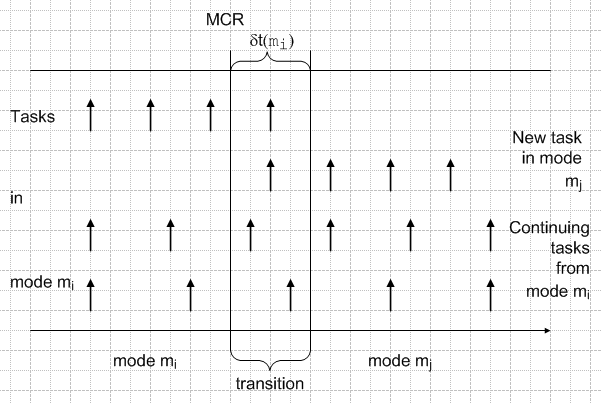 MCR
δt(mi)
Tasks
New task
in mode
mj
in
Continuing
tasks
from
mode mi
mode mi
mode mi
mode mj
transition